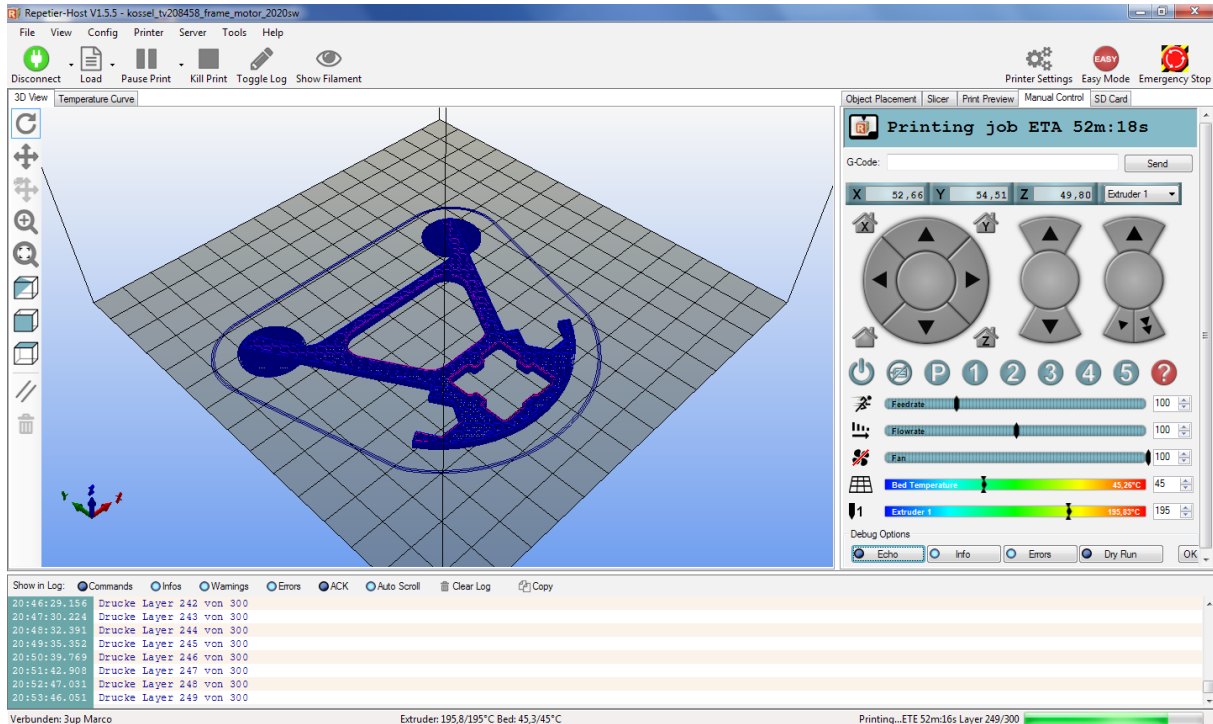 Repetier-Host V1.5.5 - kossel_tv208458_frame_motor_2020sw
File View Config Printer Server Tools Help
Disconnect Load Pause Print Kill Print Toggle Log Show Filament
EASY
Printer Settings Easy Mode Emergency Stop
3D View Temperature Curve
Object Placement Slicer Print Preview Manual Control SD Card
Printing job ETA 52m:18s
G-Code: Send
X 52,66 Y 54,51 Z 49,80 Extruder 1
X Y
Z
P 1 2 3 4 5 ?
Feedrate 100
Flowrate 100
Fan 100
Bed Temperature 45,26°C 45
1 Extruder 1 195,83°C 195
Debug Options
Echo Info Errors Dry Run OK
Show in Log: Commands Infos Warnings Errors ACK Auto Scroll Clear Log Copy
20:46:29.156 Drucke Layer 242 von 300
20:47:30.224 Drucke Layer 243 von 300
20:48:32.391 Drucke Layer 244 von 300
20:49:35.352 Drucke Layer 245 von 300
20:50:39.769 Drucke Layer 246 von 300
20:51:42.908 Drucke Layer 247 von 300
20:52:47.031 Drucke Layer 248 von 300
20:53:46.051 Drucke Layer 249 von 300
Verbunden: 3up Marco Extruder: 195,8/195°C Bed: 45,3/45°C Printing...ETE 52m:16s Layer 249/300